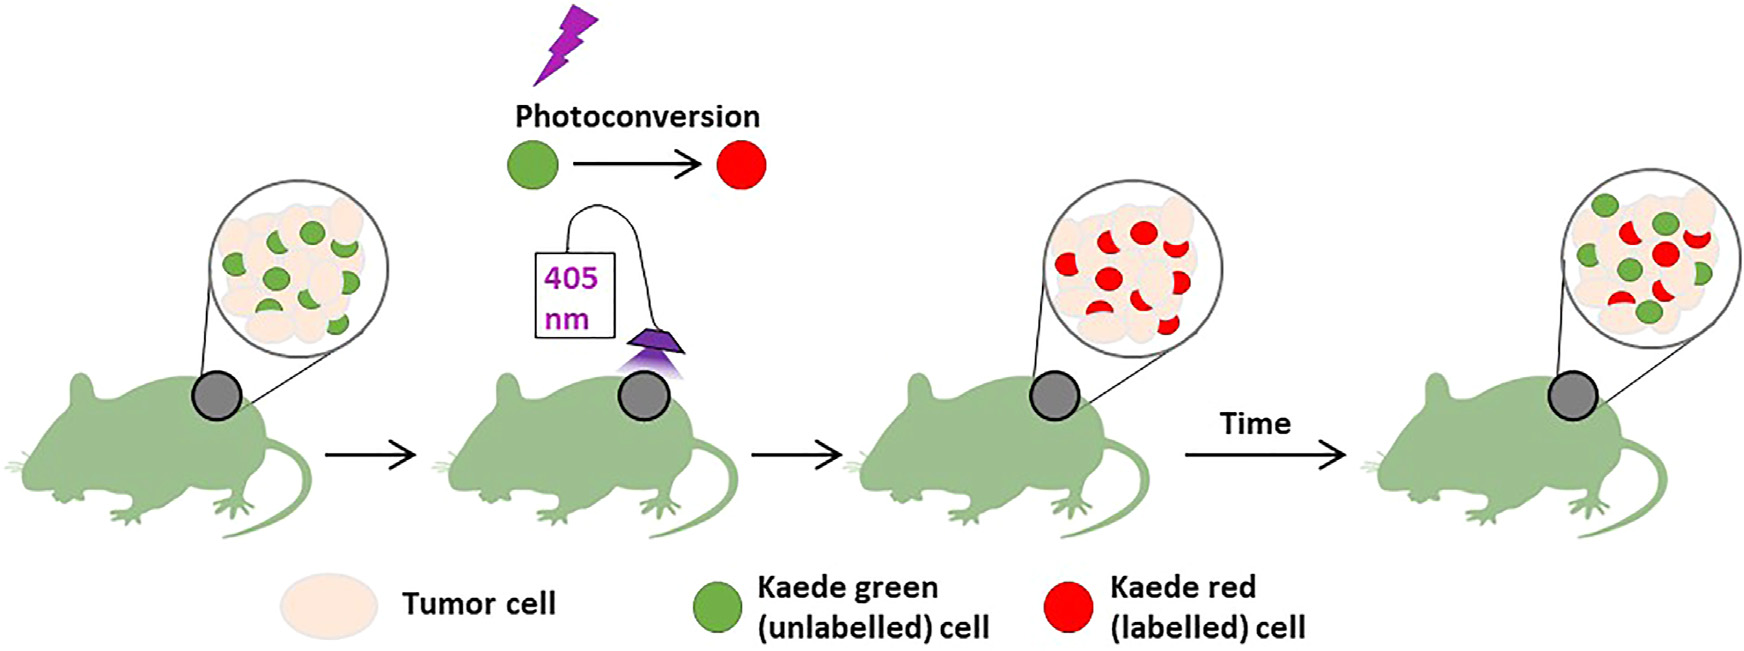 Photoconversion
405
nm
Time
Tumor cell
Kaede green
(unlabelled) cell
Kaede red
(labelled) cell